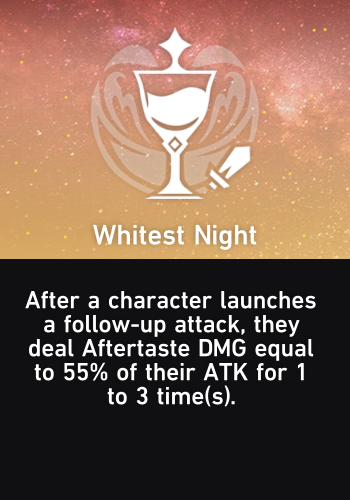 Whitest Night
After a character launches
a follow-up attack, they
deal Aftertaste DMG equal
to 55% of their ATK for 1
to 3 time(s).